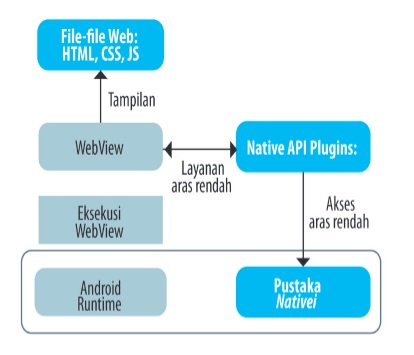 File-file Web:
HTML, CSS, JS
Tampilan
WebView
Layanan
aras rendah
Native API Plugins:
Akses
aras rendah
Eksekusi
WebView
Android
Runtime
Pustaka
Nativei